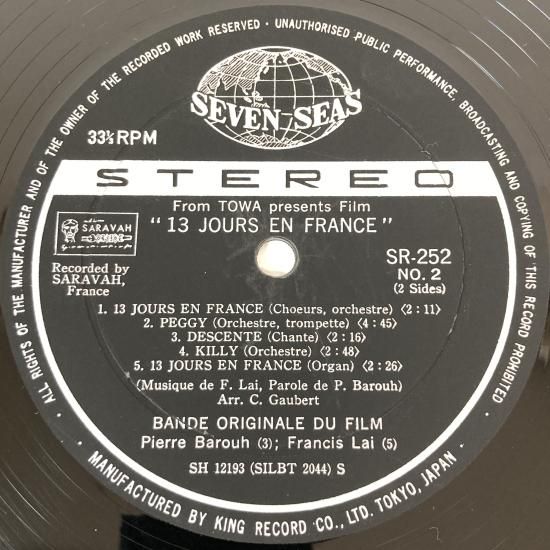 · ALL RIGHTS OF THE MANUFACTURER AND OF THE OWNER OF THE RECORDED WORK RESERVED · UNAUTHORISED PUBLIC PERFORMANCE, BROADCASTING AND COPYING OF THIS RECORD PROHIBITED ·
SEVEN SEAS
33⅓ RPM
STEREO
From TOWA presents Film
"13 JOURS EN FRANCE"
SARAVAH
Recorded by
SARAVAH,
France
SR-252
NO. 2
(2 Sides)
1. 13 JOURS EN FRANCE (Choeurs, orchestre) ⟨2:11⟩
2. PEGGY (Orchestre, trompette) ⟨4:45⟩
3. DESCENTE (Chante) ⟨2:16⟩
4. KILLY (Orchestre) ⟨2:48⟩
5. 13 JOURS EN FRANCE (Organ) ⟨2:26⟩
(Musique de F. Lai, Parole de P. Barouh)
Arr. C. Gaubert
BANDE ORIGINALE DU FILM
Pierre Barouh (3); Francis Lai (5)
SH 12193 (SILBT 2044) S
MANUFACTURED BY KING RECORD CO., LTD. TOKYO, JAPAN